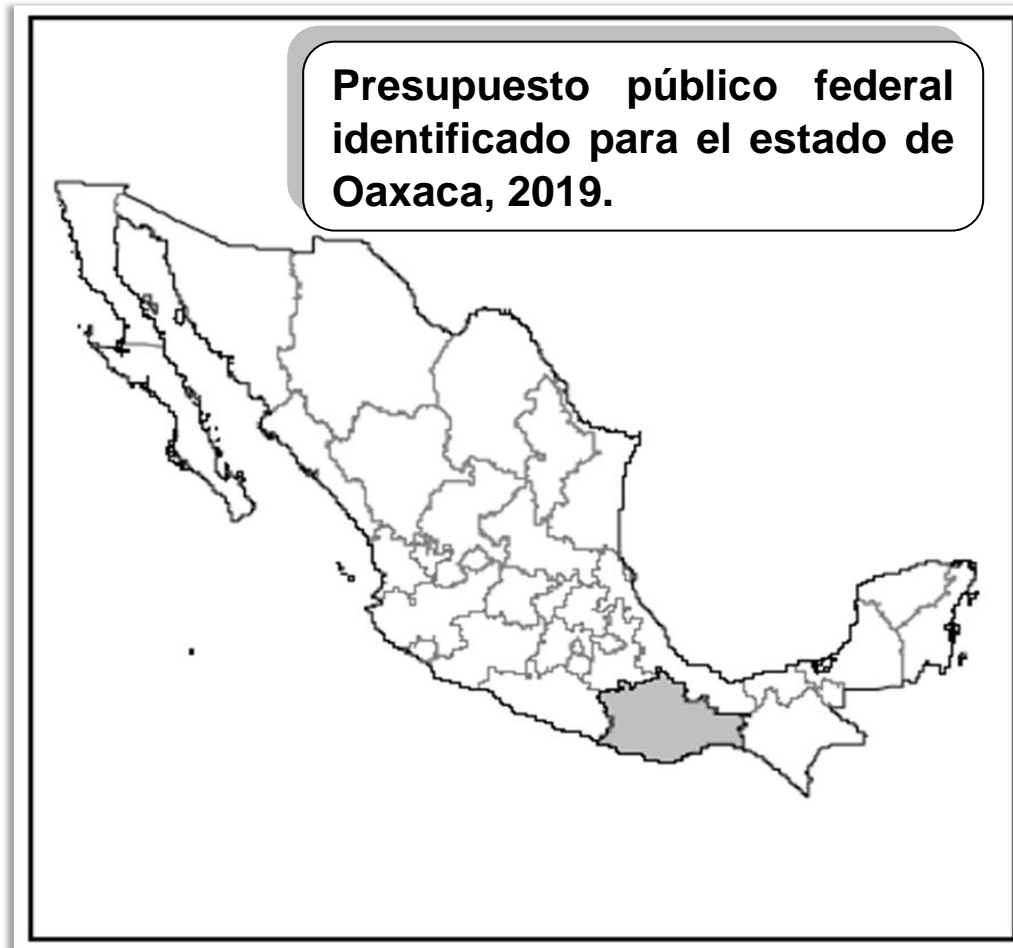 Presupuesto público federal
identificado para el estado de
Oaxaca, 2019.